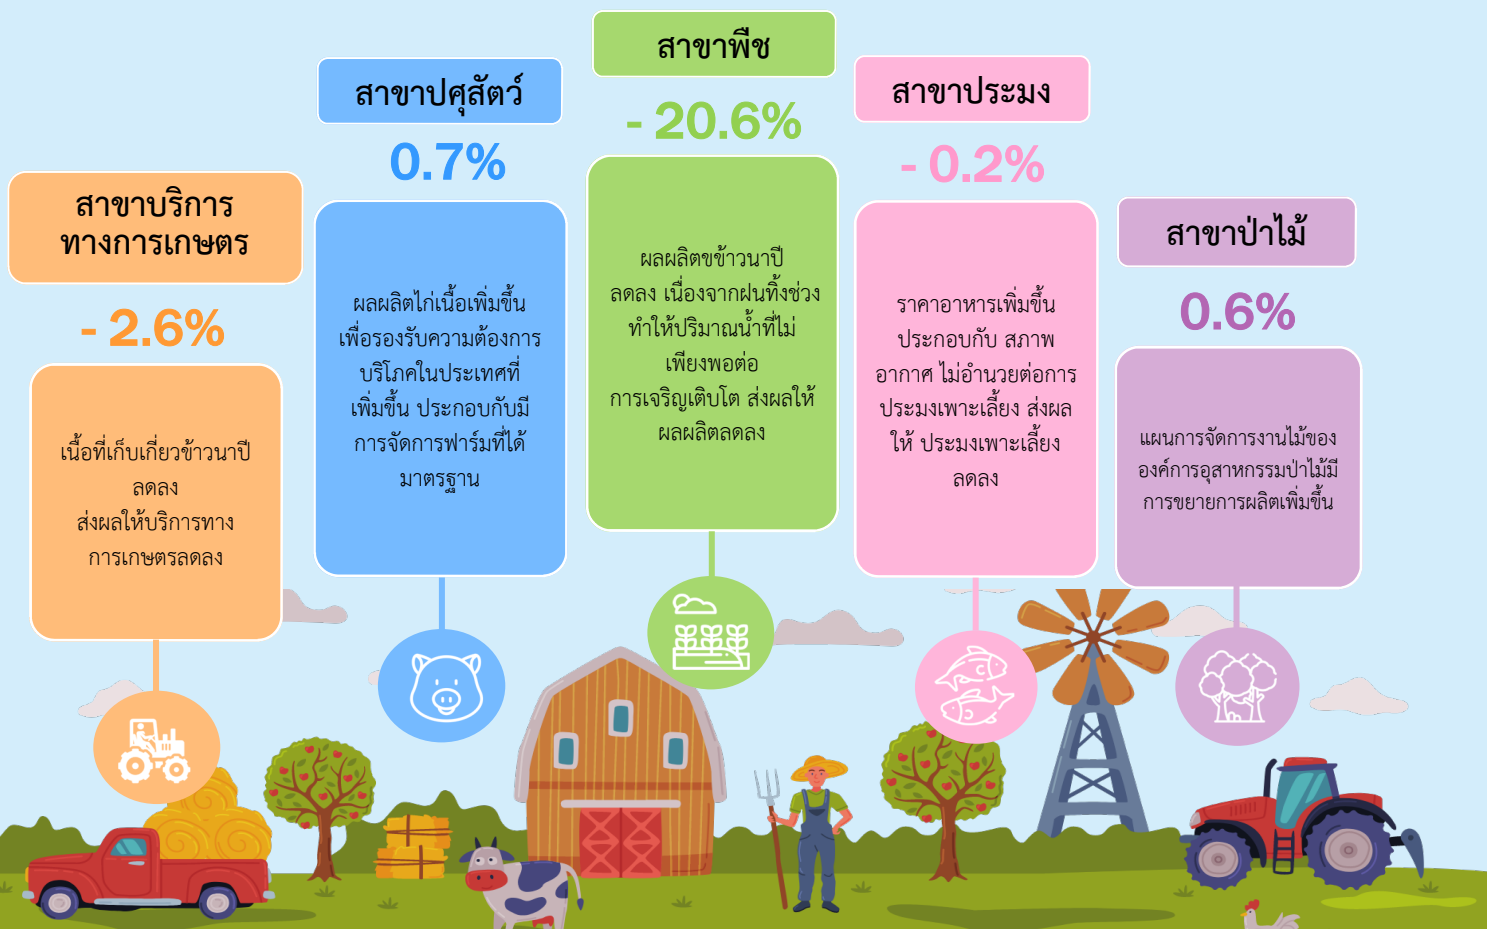 สาขาบริการ
ทางการเกษตร
- 2.6%
เนื้อที่เก็บเกี่ยวข้าวนาปี
ลดลง
ส่งผลให้บริการทาง
การเกษตรลดลง
สาขาปศุสัตว์
0.7%
ผลผลิตไก่เนื้อเพิ่มขึ้น
เพื่อรองรับความต้องการ
บริโภคในประเทศที่
เพิ่มขึ้น ประกอบกับมี
การจัดการฟาร์มที่ได้
มาตรฐาน
สาขาพืช
- 20.6%
ผลผลิตขข้าวนาปี
ลดลง เนื่องจากฝนทิ้งช่วง
ทำให้ปริมาณน้ำที่ไม่
เพียงพอต่อ
การเจริญเติบโต ส่งผลให้
ผลผลิตลดลง
สาขาประมง
- 0.2%
ราคาอาหารเพิ่มขึ้น
ประกอบกับ สภาพ
อากาศ ไม่อำนวยต่อการ
ประมงเพาะเลี้ยง ส่งผล
ให้ ประมงเพาะเลี้ยง
ลดลง
สาขาป่าไม้
0.6%
แผนการจัดการงานไม้ของ
องค์การอุสาหกรรมป่าไม้มี
การขยายการผลิตเพิ่มขึ้น